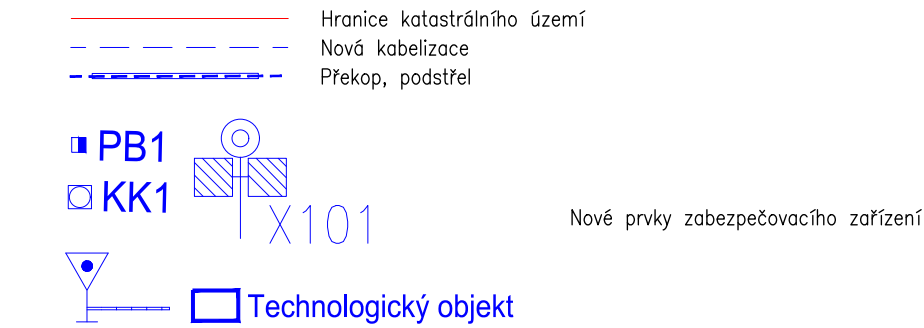 Hranice katastrálního území
Nová kabelizace
Překop, podstřel
PB1
KK1
X101
Nové prvky zabezpečovacího zařízení
Technologický objekt